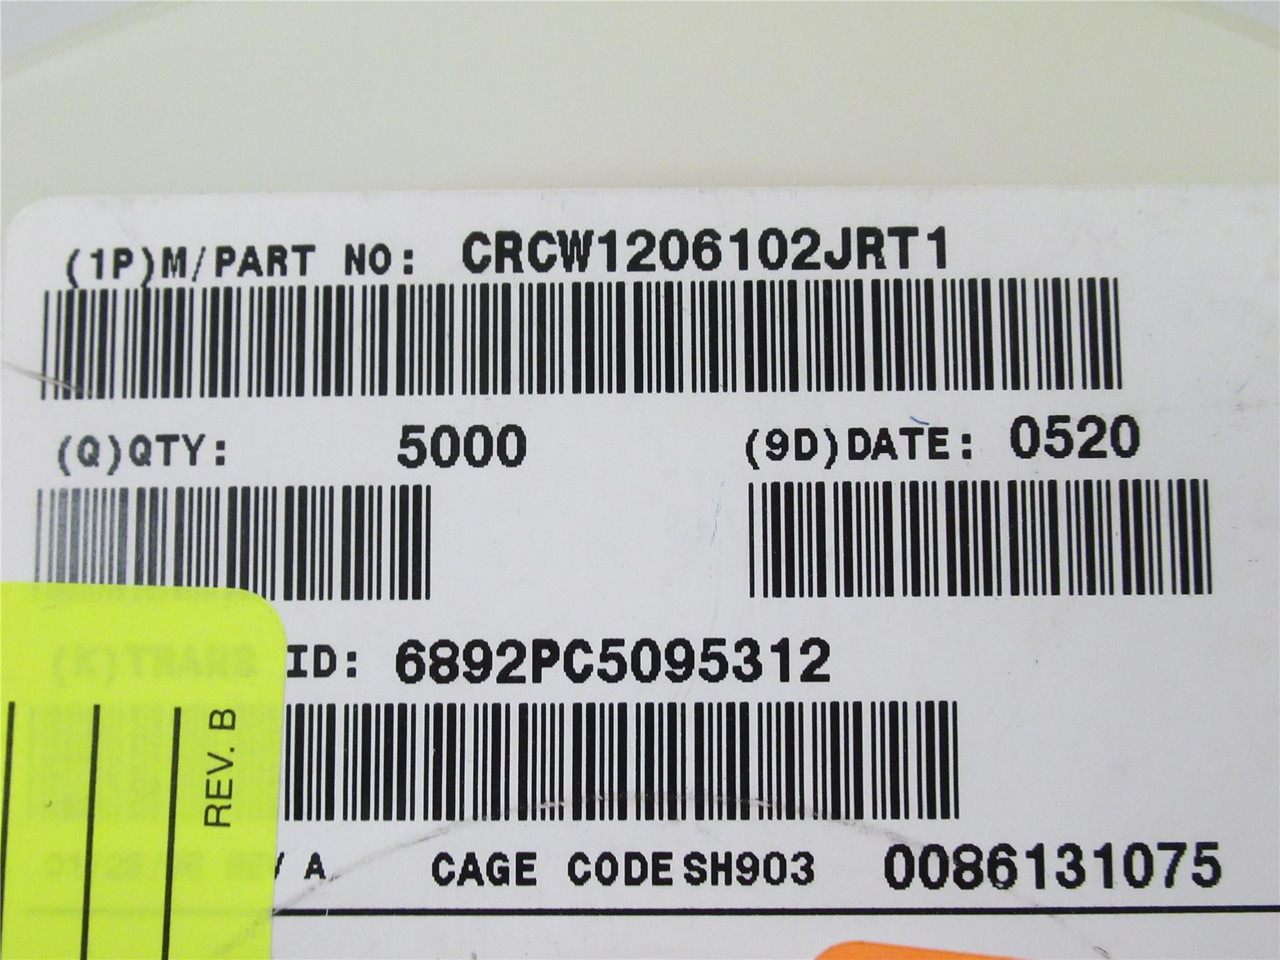 (1P)M/PART NO: CRCW1206102JRT1
(Q)QTY: 5000 (9D)DATE: 0520
(K)TRANS ID: 6892PC5095312
REV. B
REV A CAGE CODE SH903 0086131075